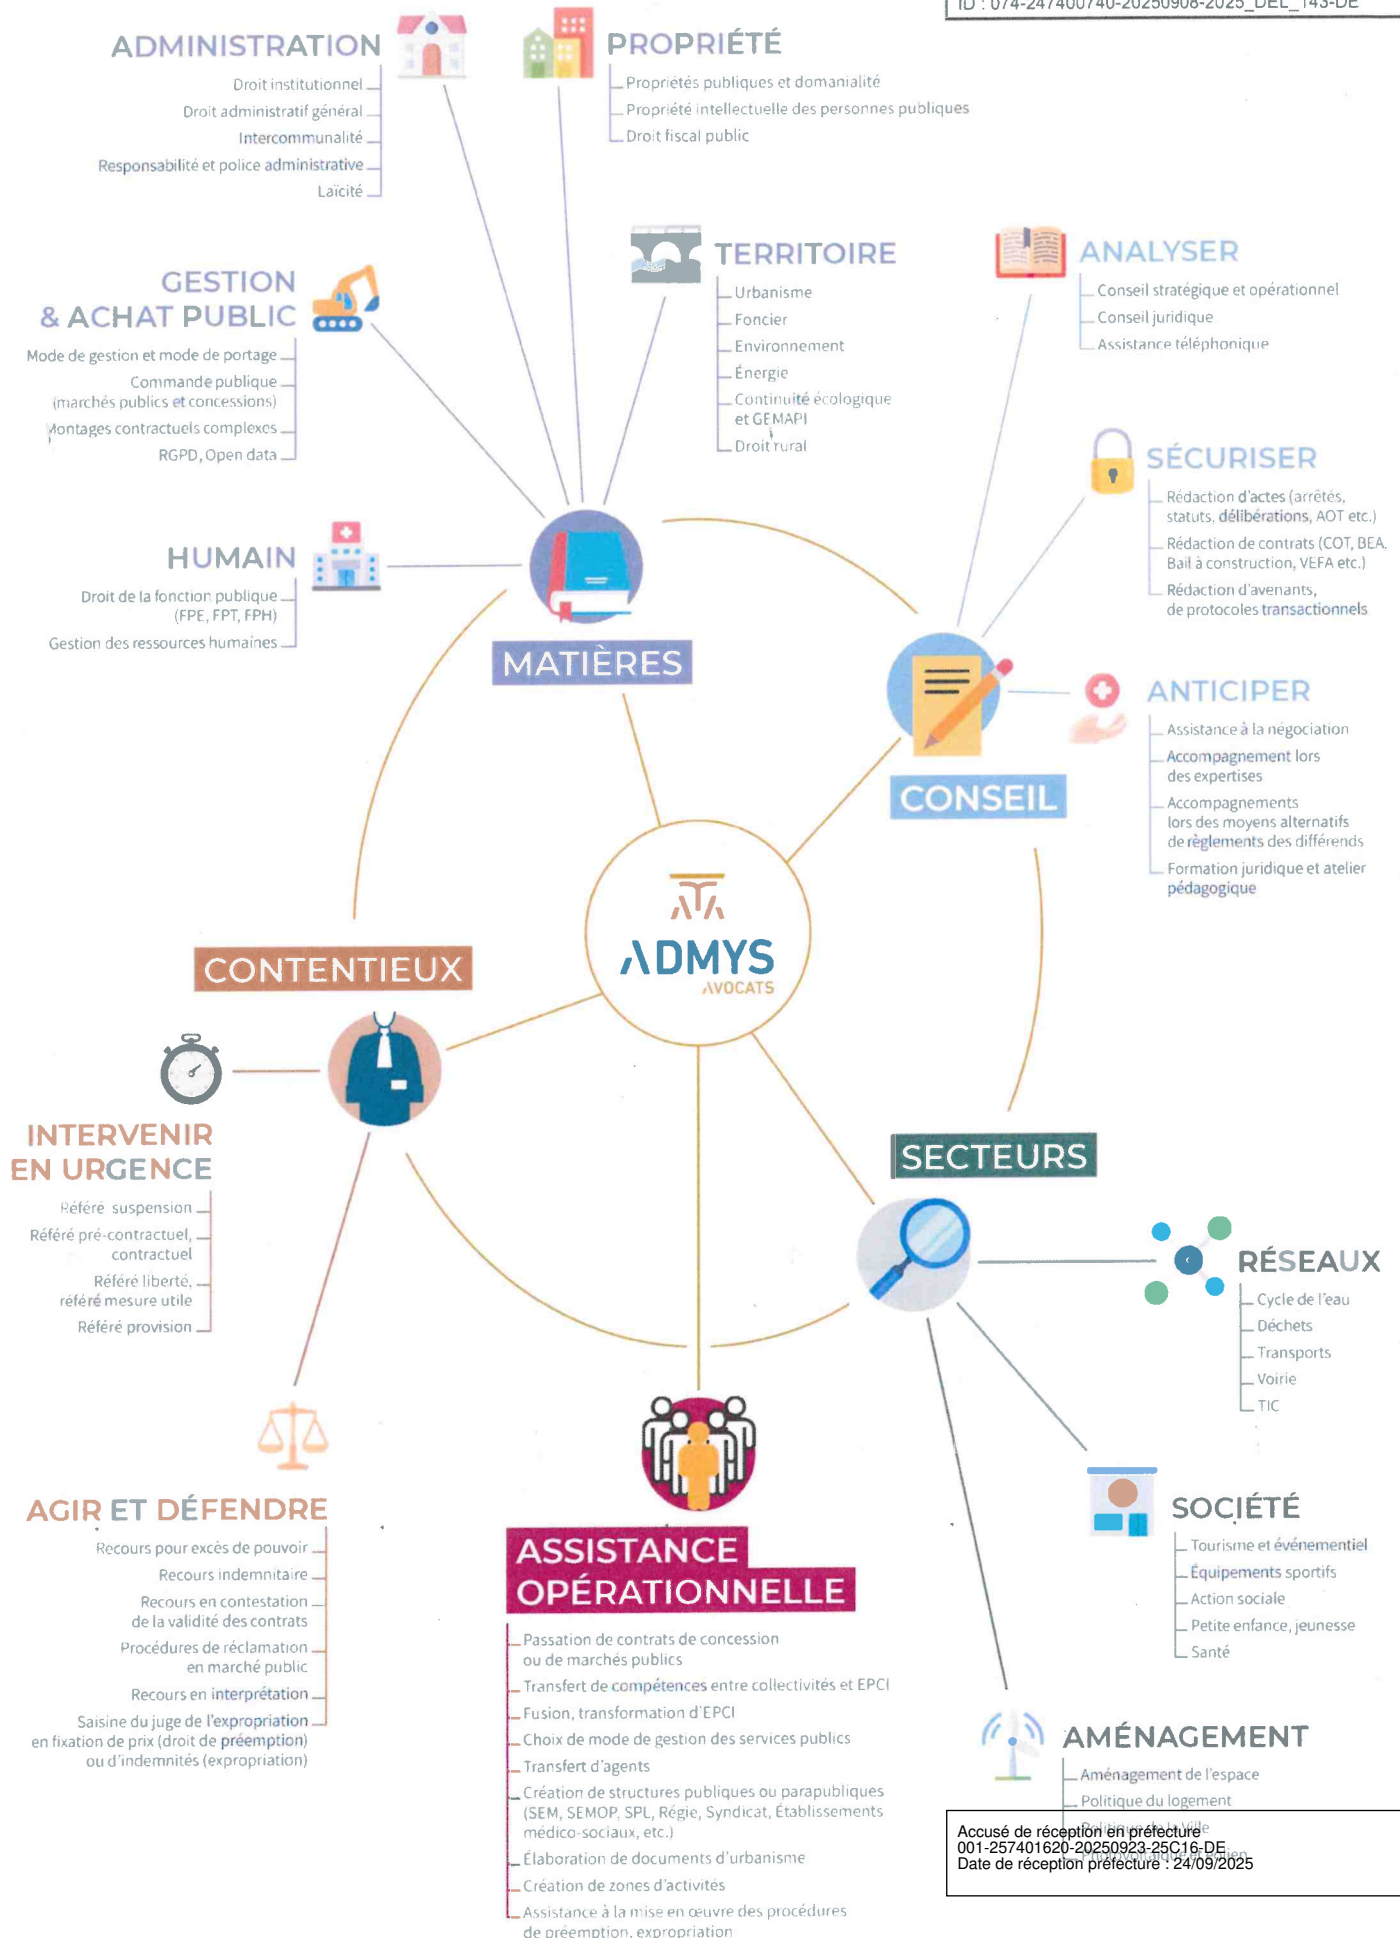 ID : 074-247400740-20250908-2025_DEL_143-DE
ADMINISTRATION
Droit institutionnel
Droit administratif général
Intercommunalité
Responsabilité et police administrative
Laïcité
PROPRIÉTÉ
Propriétés publiques et domanialité
Propriété intellectuelle des personnes publiques
Droit fiscal public
GESTION
& ACHAT PUBLIC
Mode de gestion et mode de portage
Commande publique
(marchés publics et concessions)
Montages contractuels complexes
RGPD, Open data
TERRITOIRE
Urbanisme
Foncier
Environnement
Énergie
Continuité écologique
et GEMAPI
Droit rural
ANALYSER
Conseil stratégique et opérationnel
Conseil juridique
Assistance téléphonique
SÉCURISER
Rédaction d'actes (arrêtés,
statuts, délibérations, AOT etc.)
Rédaction de contrats (COT, BEA,
Bail à construction, VEFA etc.)
Rédaction d'avenants,
de protocoles transactionnels
HUMAIN
Droit de la fonction publique
(FPE, FPT, FPH)
Gestion des ressources humaines
MATIÈRES
ANTICIPER
Assistance à la négociation
Accompagnement lors
des expertises
Accompagnements
lors des moyens alternatifs
de règlements des différends
Formation juridique et atelier
pédagogique
CONSEIL
ADMYS
AVOCATS
CONTENTIEUX
INTERVENIR
EN URGENCE
Référé suspension
Référé pré-contractuel,
contractuel
Référé liberté,
référé mesure utile
Référé provision
SECTEURS
RÉSEAUX
Cycle de l'eau
Déchets
Transports
Voirie
TIC
AGIR ET DÉFENDRE
Recours pour excès de pouvoir
Recours indemnitaire
Recours en contestation
de la validité des contrats
Procédures de réclamation
en marché public
Recours en interprétation
Saisine du juge de l'expropriation
en fixation de prix (droit de préemption)
ou d'indemnités (expropriation)
ASSISTANCE
OPÉRATIONNELLE
Passation de contrats de concession
ou de marchés publics
Transfert de compétences entre collectivités et EPCI
Fusion, transformation d'EPCI
Choix de mode de gestion des services publics
Transfert d'agents
Création de structures publiques ou parapubliques
(SEM, SEMOP, SPL, Régie, Syndicat, Établissements
médico-sociaux, etc.)
Élaboration de documents d'urbanisme
Création de zones d'activités
Assistance à la mise en œuvre des procédures
de préemption, expropriation
SOCIÉTÉ
Tourisme et événementiel
Équipements sportifs
Action sociale
Petite enfance, jeunesse
Santé
AMÉNAGEMENT
Aménagement de l'espace
Politique du logement
Politique de la Ville
Accusé de réception en préfecture
001-257401620-20250923-25C16-DE
Date de réception préfecture : 24/09/2025